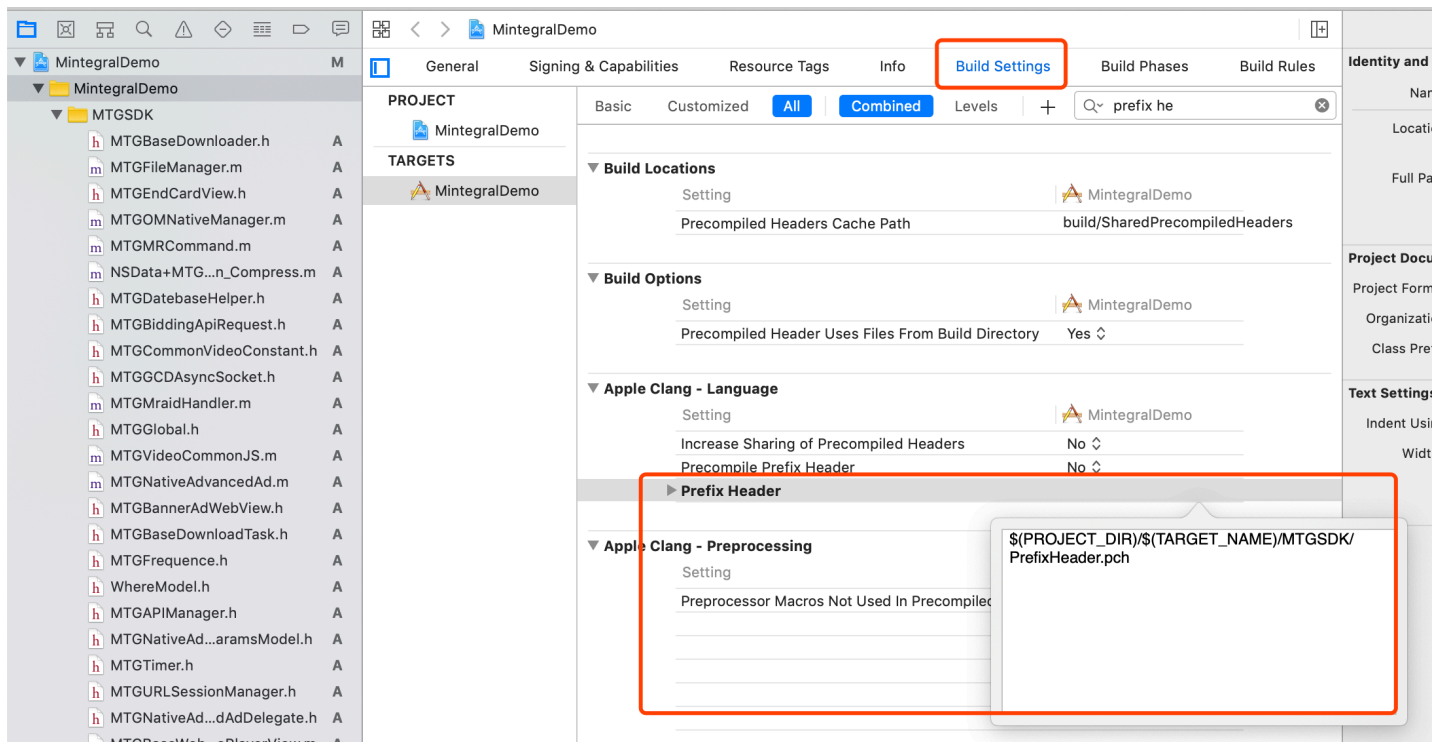 MintegralDemo
MintegralDemo M
General Signing & Capabilities Resource Tags Info Build Settings Build Phases Build Rules
Identity and
MintegralDemo
PROJECT
Basic Customized All Combined Levels + prefix he
MTGSDK
MintegralDemo
MTGBaseDownloader.h A
TARGETS
MTGFileManager.m A
Build Locations
MTGEndCardView.h A
MintegralDemo
Setting MintegralDemo
MTGOMNativeManager.m A
Precompiled Headers Cache Path build/SharedPrecompiledHeaders
MTGMRCommand.m A
NSData+MTG...n_Compress.m A
Build Options
Project Docu
MTGDatebaseHelper.h A
Setting MintegralDemo
Project Form
MTGBiddingApiRequest.h A
Precompiled Header Uses Files From Build Directory Yes
MTGCommonVideoConstant.h A
Class Pre
MTGGCDAsyncSocket.h A
Apple Clang - Language
Text Settings
MTGMraidHandler.m A
Setting MintegralDemo
MTGGlobal.h A
Increase Sharing of Precompiled Headers No
MTGVideoCommonJS.m A
Precompile Prefix Header No
MTGNativeAdvancedAd.m A
Prefix Header
MTGBannerAdWebView.h A
MTGBaseDownloadTask.h A
Apple Clang - Preprocessing
$(PROJECT_DIR)/$(TARGET_NAME)/MTGSDK/
PrefixHeader.pch
MTGFrequence.h A
Setting
WhereModel.h A
Preprocessor Macros Not Used In Precompiled
MTGAPIManager.h A
MTGNativeAd...aramsModel.h A
MTGTimer.h A
MTGURLSessionManager.h A
MTGNativeAd...dAdDelegate.h A